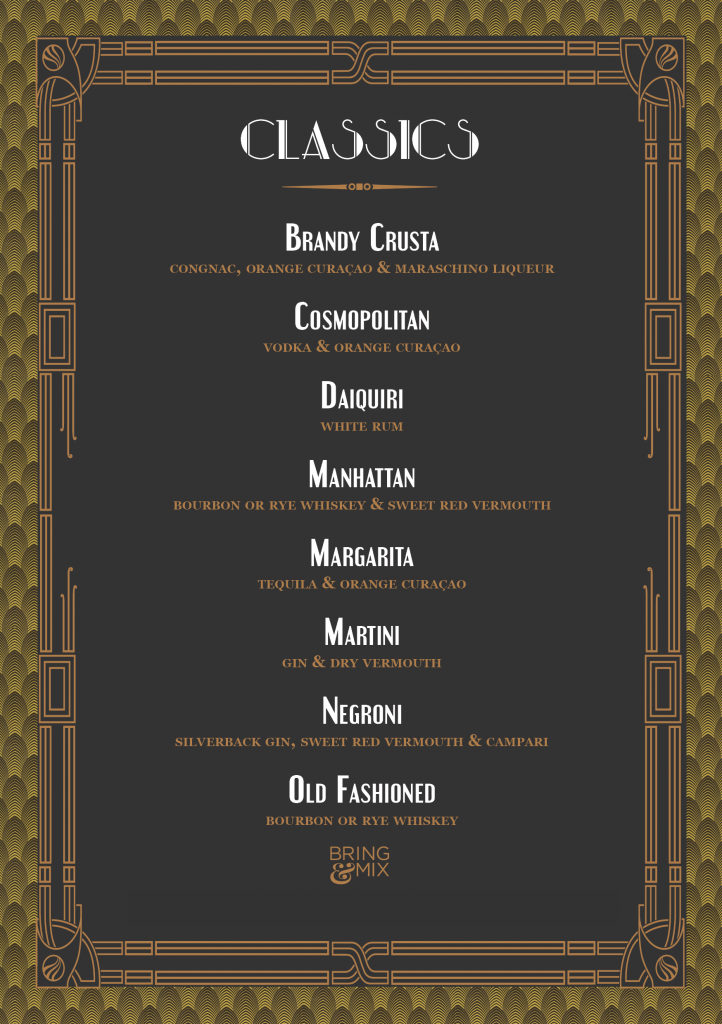 CLASSICS
Brandy Crusta
congnac, orange curaçao & maraschino liqueur
Cosmopolitan
vodka & orange curaçao
Daiquiri
white rum
Manhattan
bourbon or rye whiskey & sweet red vermouth
Margarita
tequila & orange curaçao
Martini
gin & dry vermouth
Negroni
silverback gin, sweet red vermouth & campari
Old Fashioned
bourbon or rye whiskey
BRING
&MIX